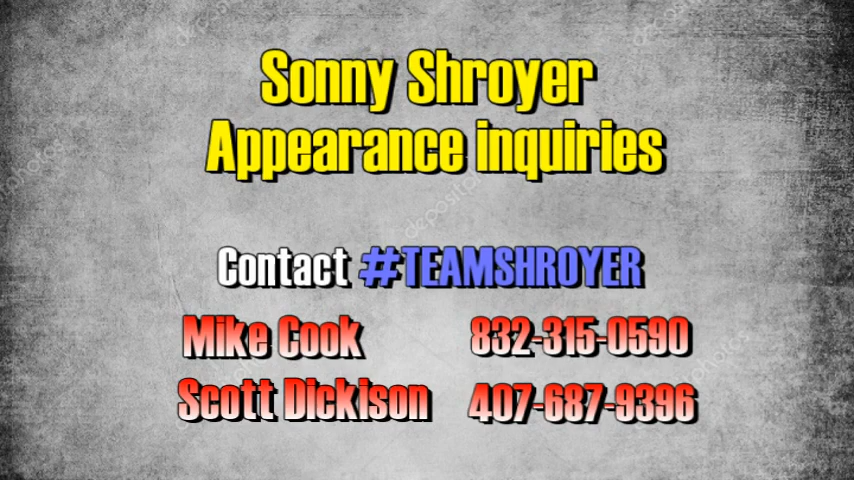 Sonny Shroyer
Appearance inquiries
Contact #TEAMSHROYER
Mike Cook 832-315-0590
Scott Dickison 407-687-9396